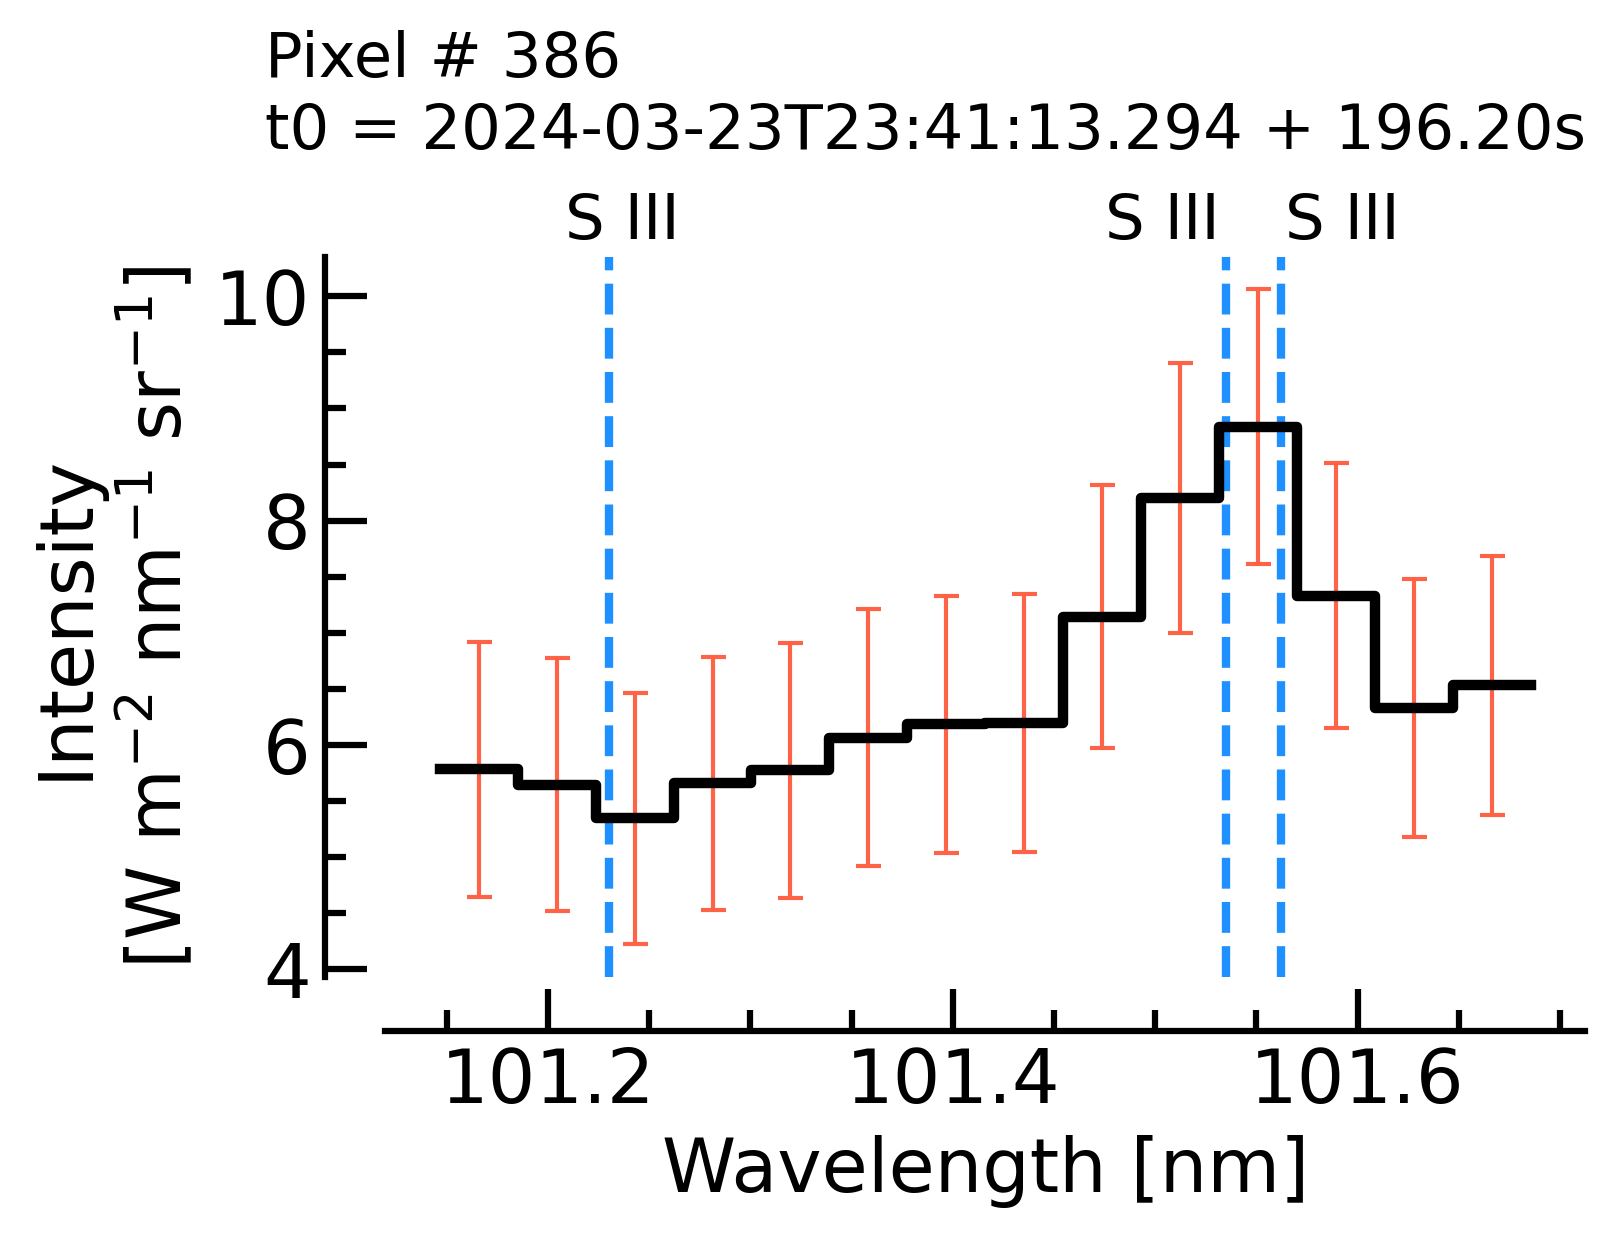 Pixel # 386
t0 = 2024-03-23T23:41:13.294 + 196.20s
S III S III S III
Intensity
[W m⁻² nm⁻¹ sr⁻¹]
10
8
6
4
101.2 101.4 101.6
Wavelength [nm]